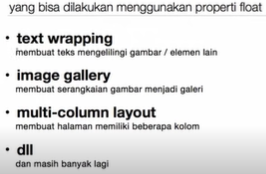 yang bisa dilakukan menggunakan properti float
• text wrapping
membuat teks mengelilingi gambar / elemen lain
• image gallery
membuat serangkaian gambar menjadi galeri
• multi-column layout
membuat halaman memiliki beberapa kolom
• dll
dan masih banyak lagi